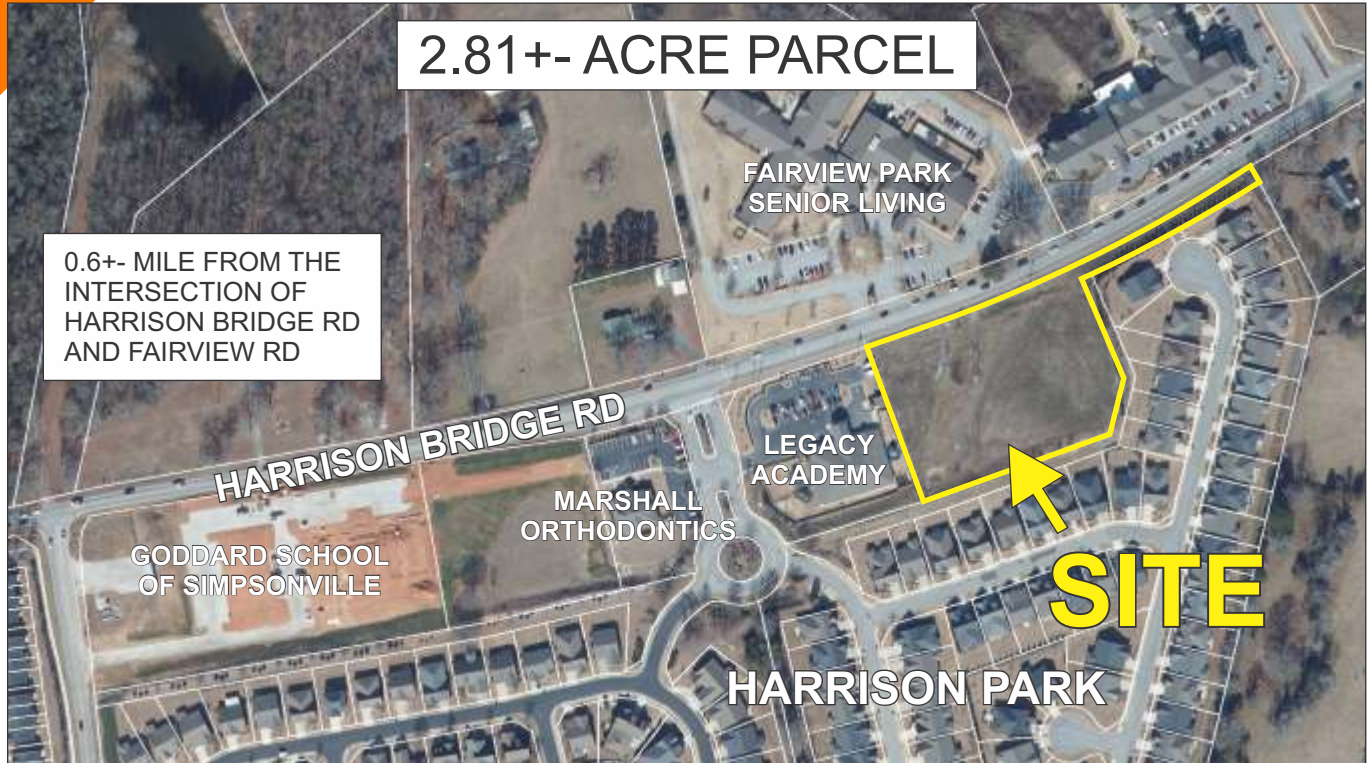 2.81+- ACRE PARCEL
FAIRVIEW PARK
SENIOR LIVING
0.6+- MILE FROM THE
INTERSECTION OF
HARRISON BRIDGE RD
AND FAIRVIEW RD
HARRISON BRIDGE RD
LEGACY
ACADEMY
MARSHALL
ORTHODONTICS
GODDARD SCHOOL
OF SIMPSONVILLE
SITE
HARRISON PARK